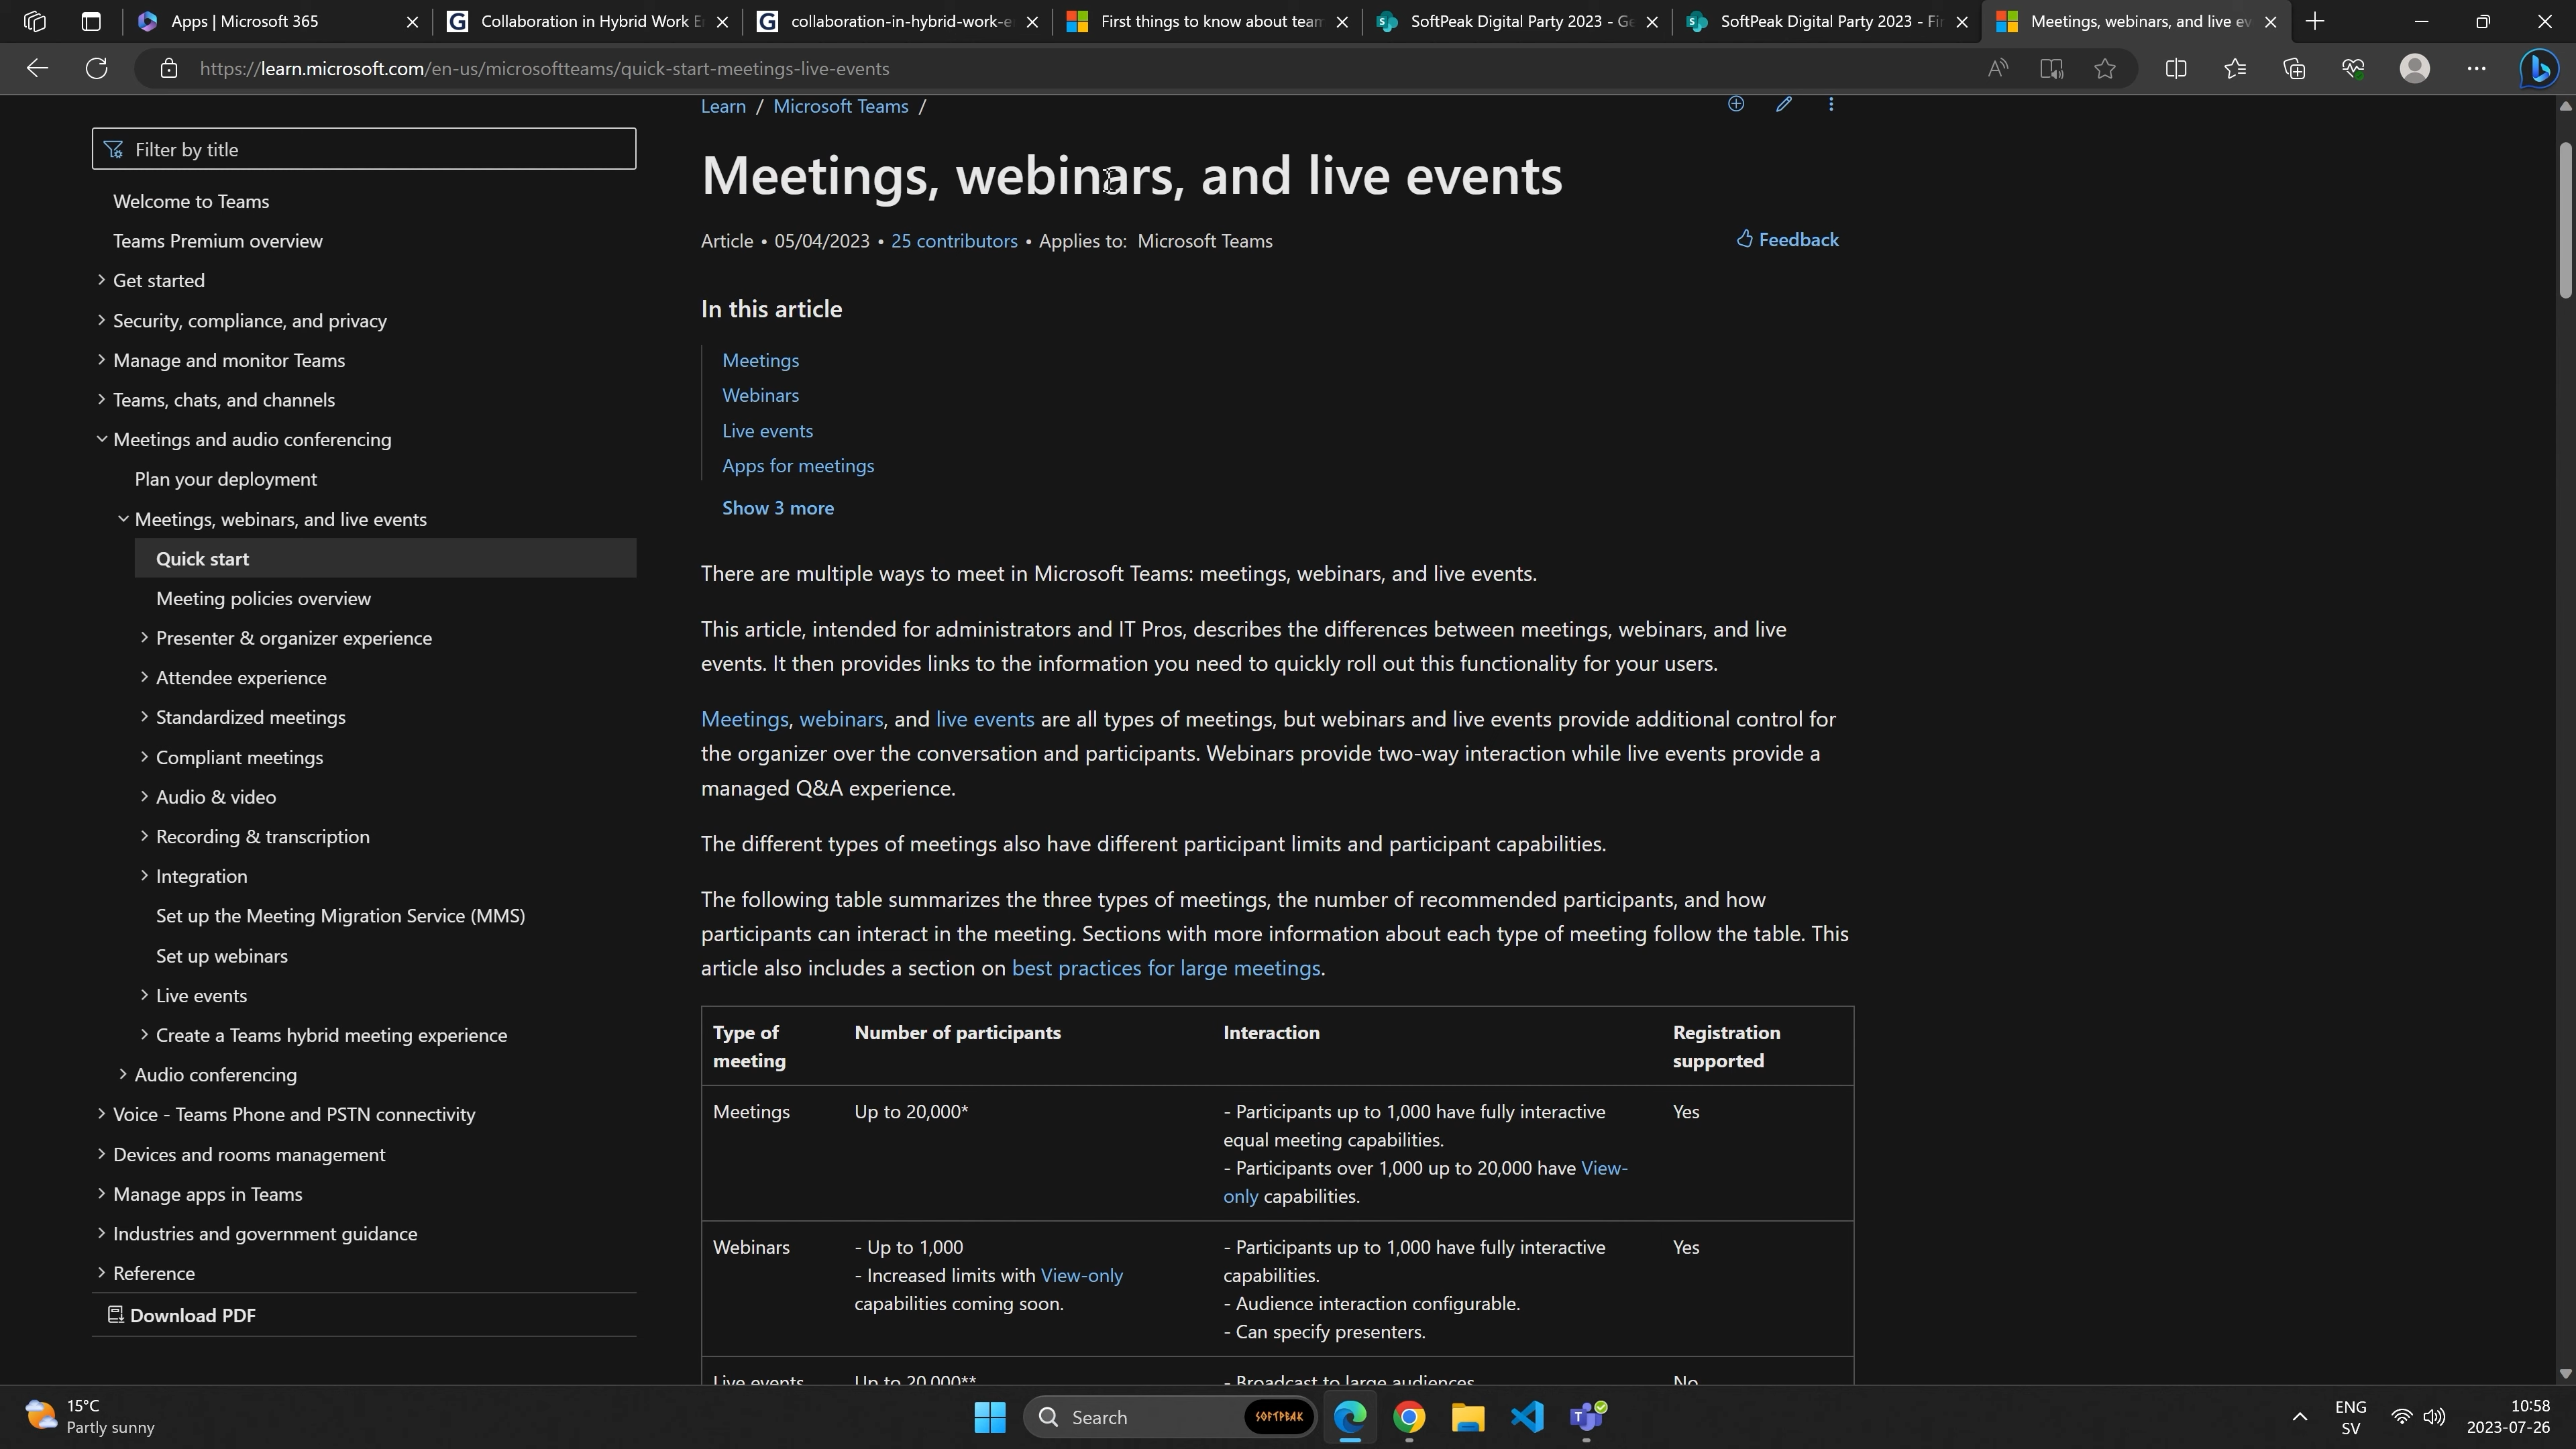 Apps | Microsoft 365
Collaboration in Hybrid Work E
collaboration-in-hybrid-work-e
First things to know about team
SoftPeak Digital Party 2023 - Ge
SoftPeak Digital Party 2023 - Fi
Meetings, webinars, and live ev
https://learn.microsoft.com/en-us/microsoftteams/quick-start-meetings-live-events
Learn / Microsoft Teams /
Filter by title
Welcome to Teams
Teams Premium overview
Get started
Security, compliance, and privacy
Manage and monitor Teams
Teams, chats, and channels
Meetings and audio conferencing
Plan your deployment
Meetings, webinars, and live events
Quick start
Meeting policies overview
Presenter & organizer experience
Attendee experience
Standardized meetings
Compliant meetings
Audio & video
Recording & transcription
Integration
Set up the Meeting Migration Service (MMS)
Set up webinars
Live events
Create a Teams hybrid meeting experience
Audio conferencing
Voice - Teams Phone and PSTN connectivity
Devices and rooms management
Manage apps in Teams
Industries and government guidance
Reference
Download PDF
Meetings, webinars, and live events
Article • 05/04/2023 • 25 contributors • Applies to: Microsoft Teams
Feedback
In this article
Meetings
Webinars
Live events
Apps for meetings
Show 3 more
There are multiple ways to meet in Microsoft Teams: meetings, webinars, and live events.
This article, intended for administrators and IT Pros, describes the differences between meetings, webinars, and live
events. It then provides links to the information you need to quickly roll out this functionality for your users.
Meetings, webinars, and live events are all types of meetings, but webinars and live events provide additional control for
the organizer over the conversation and participants. Webinars provide two-way interaction while live events provide a
managed Q&A experience.
The different types of meetings also have different participant limits and participant capabilities.
The following table summarizes the three types of meetings, the number of recommended participants, and how
participants can interact in the meeting. Sections with more information about each type of meeting follow the table. This
article also includes a section on best practices for large meetings.
Type of
meeting
Number of participants
Interaction
Registration
supported
Meetings
Up to 20,000*
- Participants up to 1,000 have fully interactive
equal meeting capabilities.
- Participants over 1,000 up to 20,000 have View-
only capabilities.
Yes
Webinars
- Up to 1,000
- Increased limits with View-only
capabilities coming soon.
- Participants up to 1,000 have fully interactive
capabilities.
- Audience interaction configurable.
- Can specify presenters.
Yes
Live events
Up to 20,000**
- Broadcast to large audiences
No
15°C
Partly sunny
Search
SOFTPEAK
ENG
SV
10:58
2023-07-26